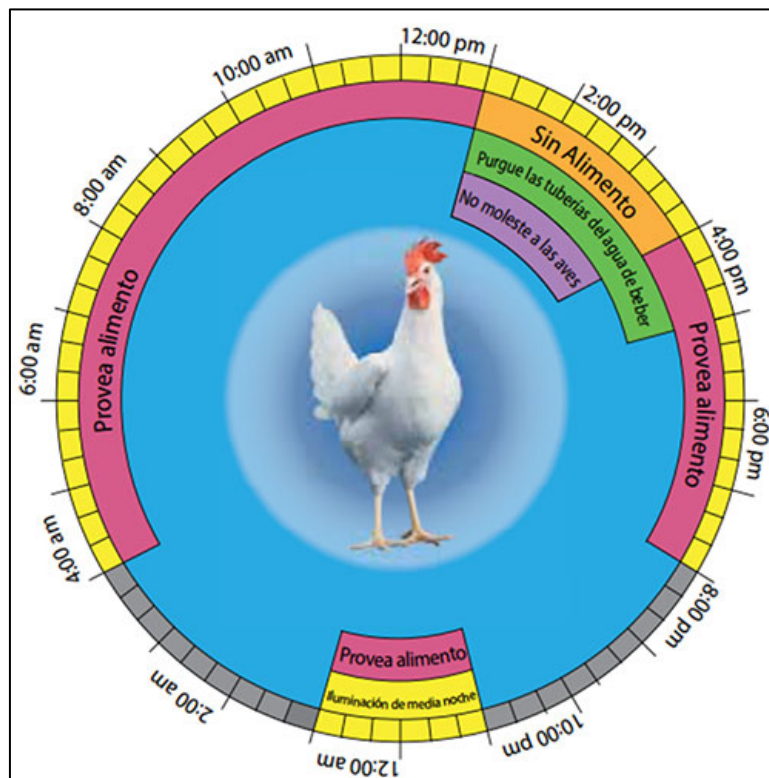 12:00 pm
2:00 pm
4:00 pm
6:00 pm
8:00 pm
10:00 pm
12:00 am
2:00 am
4:00 am
6:00 am
8:00 am
10:00 am
Sin Alimento
Purgue las tuberías del agua de beber
No moleste a las aves
Provea alimento
Provea alimento
Provea alimento
Iluminación de media noche